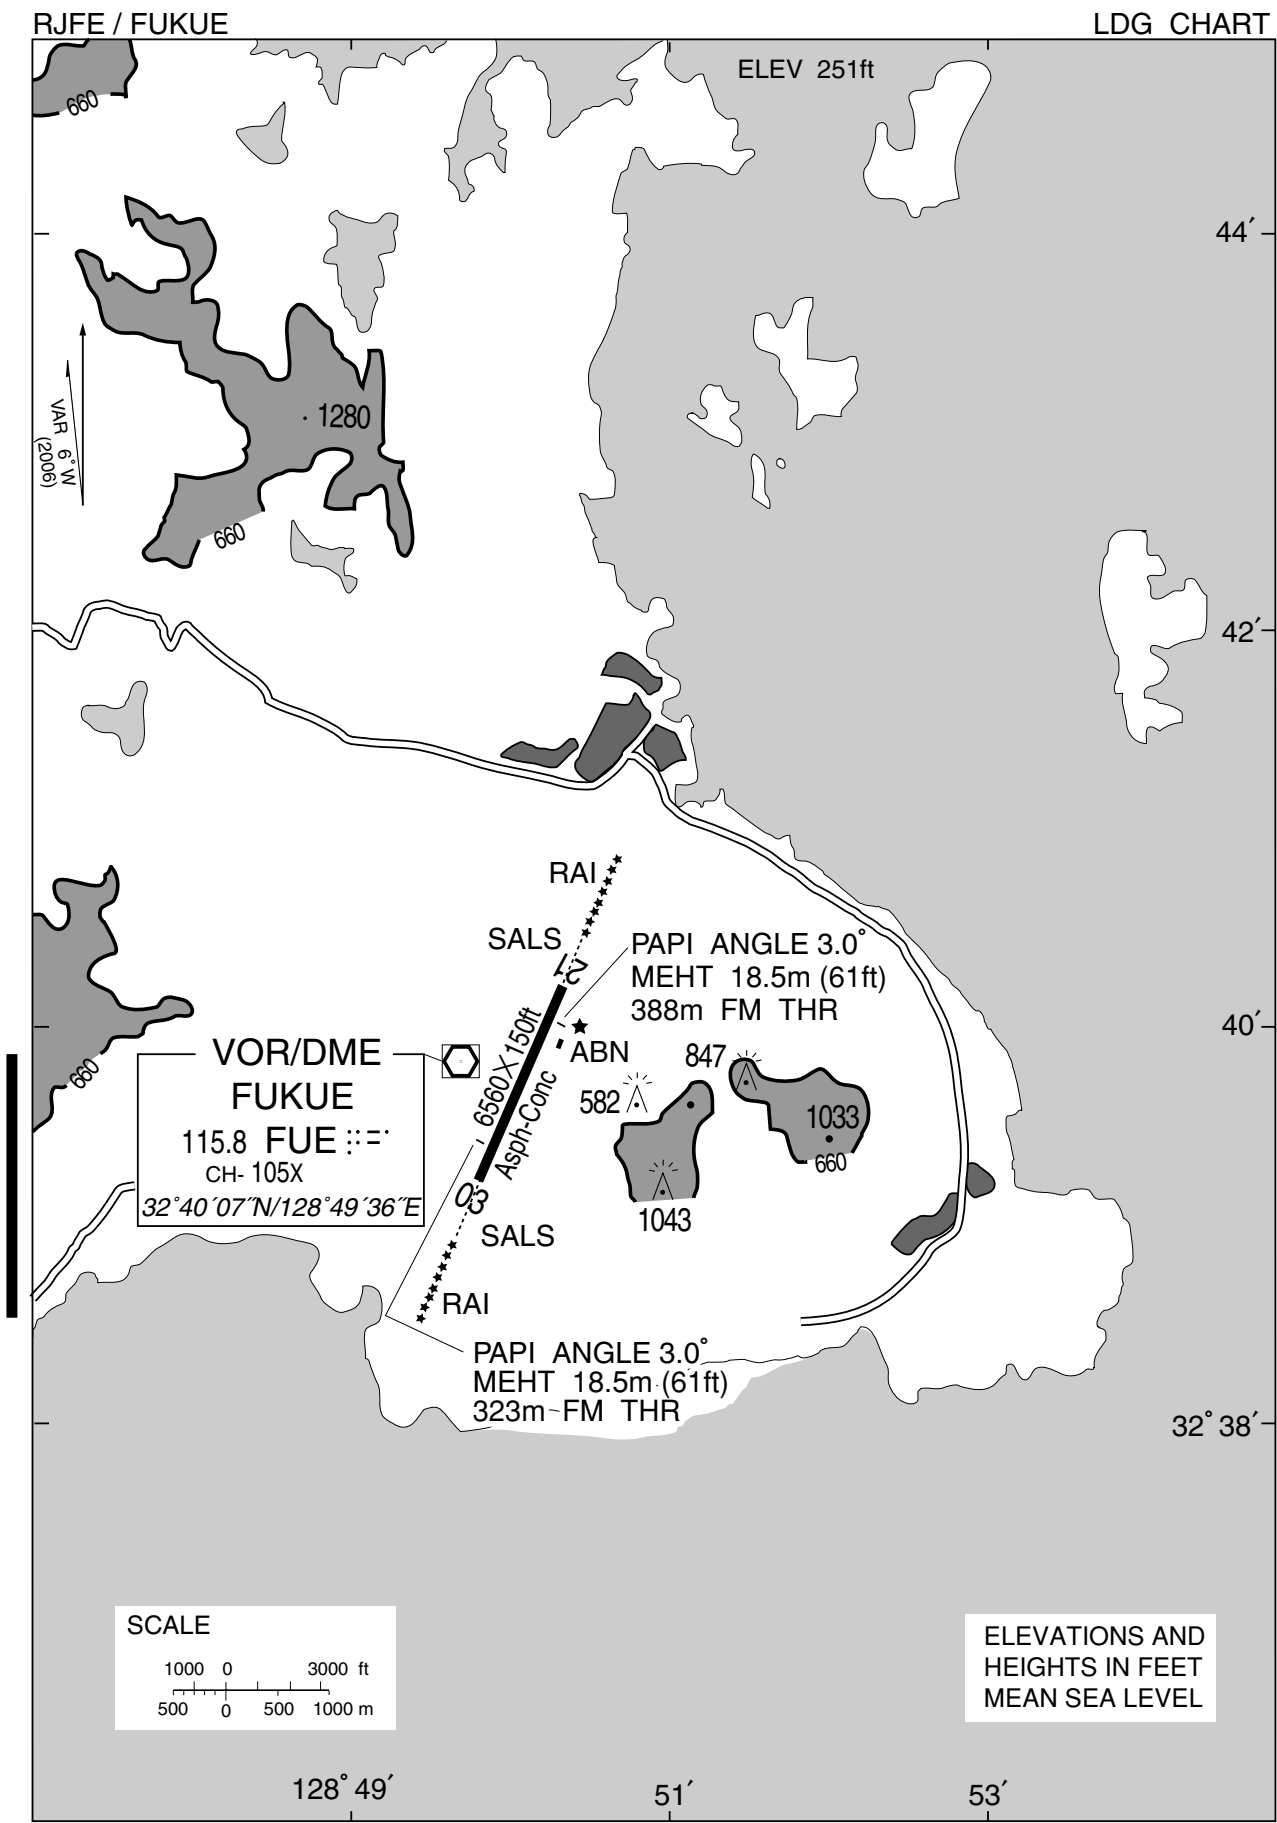 RJFE / FUKUE
LDG CHART
ELEV 251ft
660
44′
1280
VAR 6°W
(2006)
660
42′
RAI
SALS
21
PAPI ANGLE 3.0°
MEHT 18.5m (61ft)
388m FM THR
40′
6560X150ft
Asph-Conc
ABN
847
582
1033
660
1043
660
VOR/DME
FUKUE
115.8 FUE
CH- 105X
32°40′07″N/128°49′36″E
03
SALS
RAI
PAPI ANGLE 3.0°
MEHT 18.5m (61ft)
323m FM THR
32°38′
SCALE
1000 0 3000 ft
500 0 500 1000 m
ELEVATIONS AND
HEIGHTS IN FEET
MEAN SEA LEVEL
128°49′
51′
53′